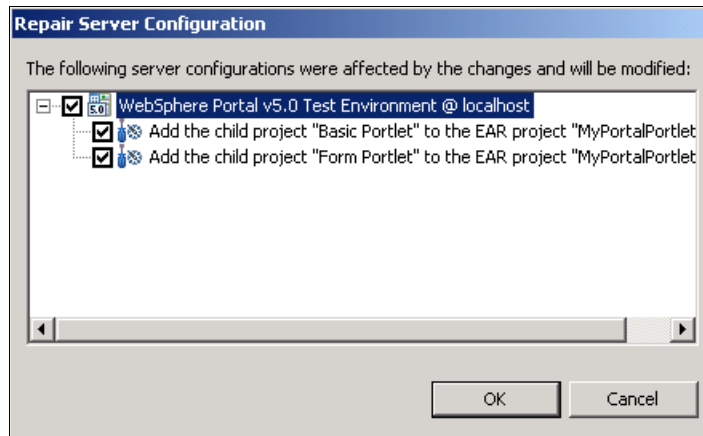 Repair Server Configuration
The following server configurations were affected by the changes and will be modified:
5.0 WebSphere Portal v5.0 Test Environment @ localhost
Add the child project "Basic Portlet" to the EAR project "MyPortalPortlet
Add the child project "Form Portlet" to the EAR project "MyPortalPortlet
OK Cancel